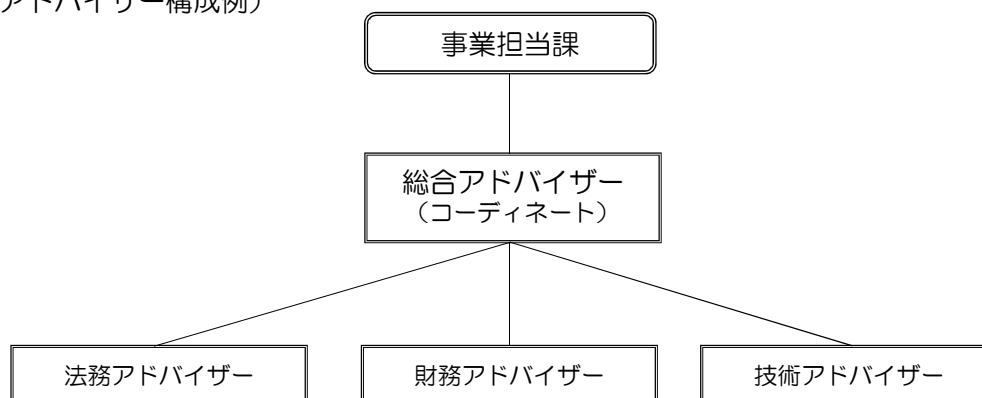 アドバイザー構成例）
事業担当課
総合アドバイザー
（コーディネート）
法務アドバイザー
財務アドバイザー
技術アドバイザー